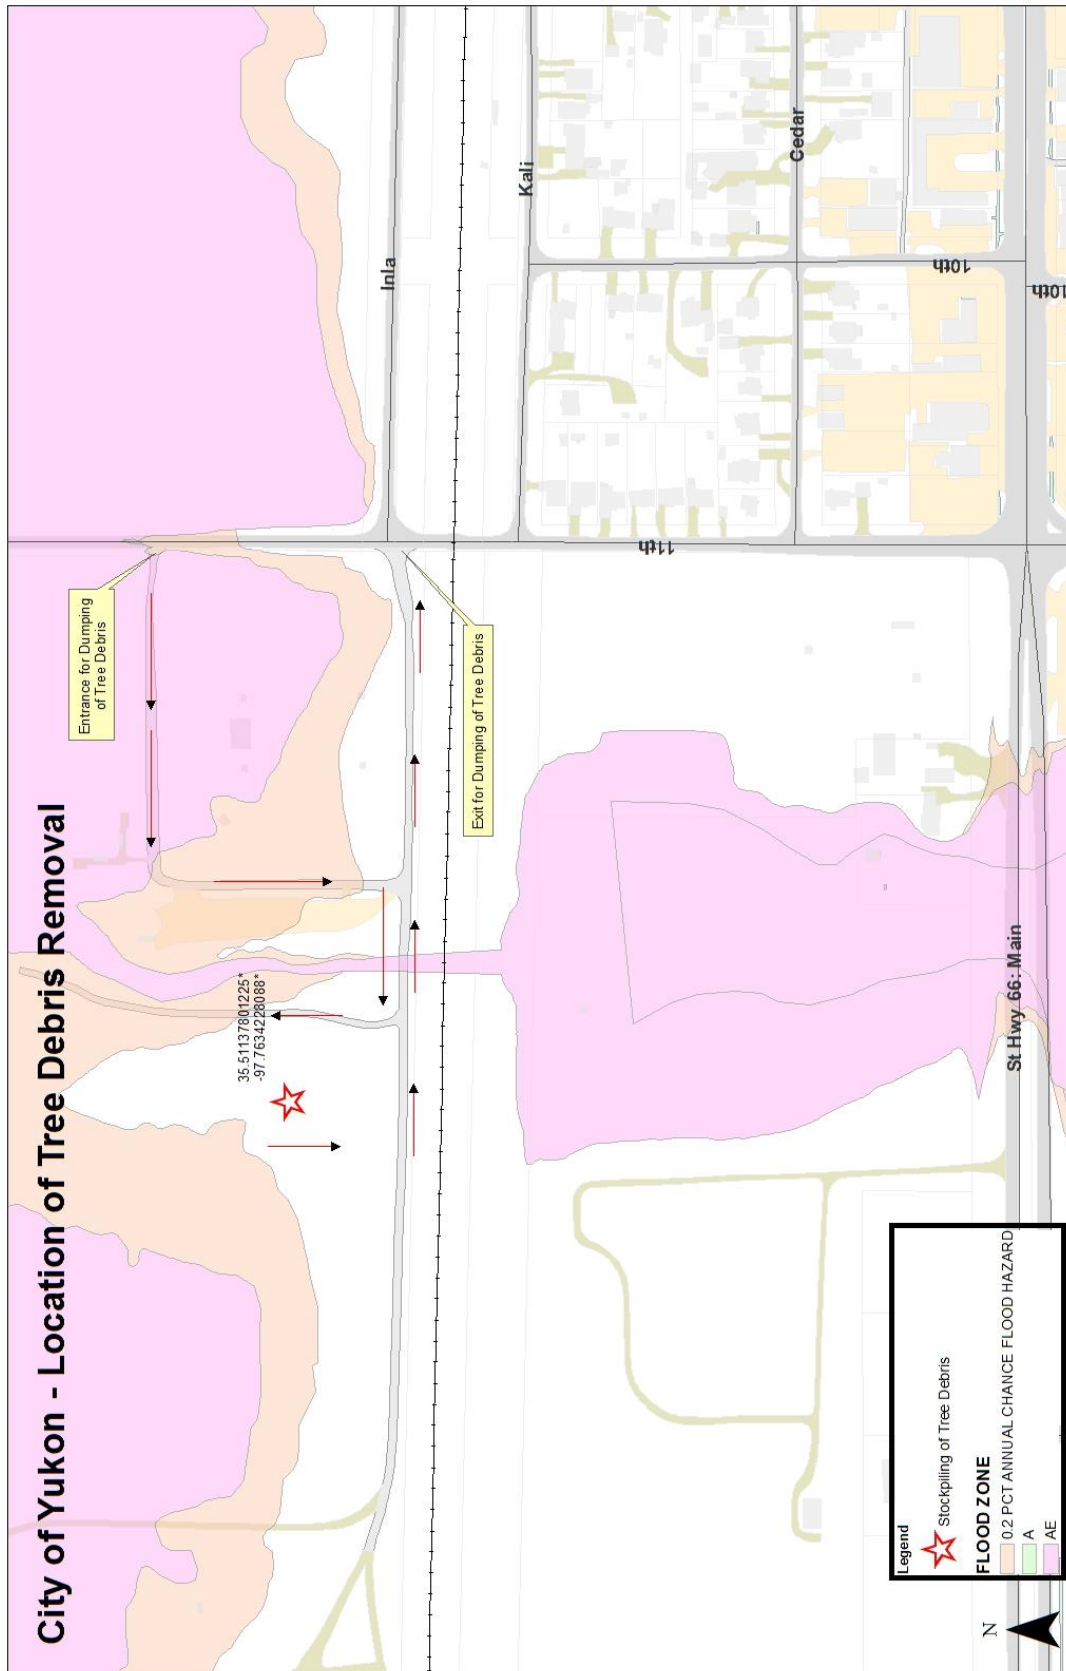 City of Yukon - Location of Tree Debris Removal
Entrance for Dumping
of Tree Debris
Exit for Dumping of Tree Debris
35.51137801225°
-97.7634228088°
Inla
Kali
Cedar
11th
10th
10th
St Hwy 66: Main
Legend
Stockpiling of Tree Debris
FLOOD ZONE
0.2 PCT ANNUAL CHANCE FLOOD HAZARD
A
AE
N